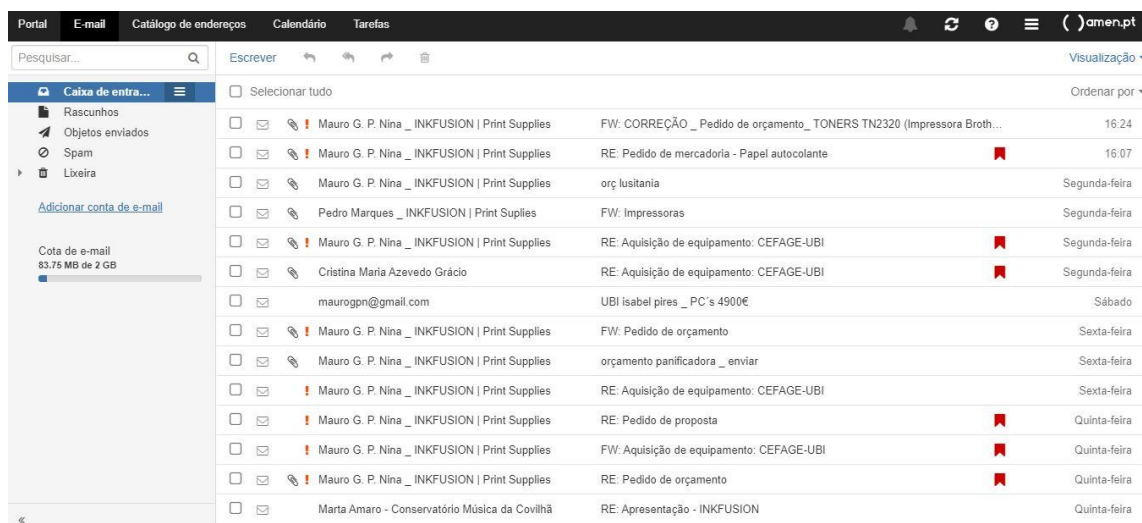 Portal E-mail Catálogo de endereços Calendário Tarefas ( )amen.pt
Pesquisar... Escrever Visualização
Caixa de entra... Selecionar tudo Ordenar por
Rascunhos
Objetos enviados
Spam
Lixeira
Adicionar conta de e-mail
Cota de e-mail
83.75 MB de 2 GB
Mauro G. P. Nina _ INKFUSION | Print Supplies FW: CORREÇÃO _ Pedido de orçamento_ TONERS TN2320 (Impressora Broth... 16:24
Mauro G. P. Nina _ INKFUSION | Print Supplies RE: Pedido de mercadoria - Papel autocolante 16:07
Mauro G. P. Nina _ INKFUSION | Print Supplies orç lusitania Segunda-feira
Pedro Marques _ INKFUSION | Print Suplies FW: Impressoras Segunda-feira
Mauro G. P. Nina _ INKFUSION | Print Supplies RE: Aquisição de equipamento: CEFAGE-UBI Segunda-feira
Cristina Maria Azevedo Grácio RE: Aquisição de equipamento: CEFAGE-UBI Segunda-feira
maurogpn@gmail.com UBI isabel pires _ PC´s 4900€ Sábado
Mauro G. P. Nina _ INKFUSION | Print Supplies FW: Pedido de orçamento Sexta-feira
Mauro G. P. Nina _ INKFUSION | Print Supplies orçamento panificadora _ enviar Sexta-feira
Mauro G. P. Nina _ INKFUSION | Print Supplies RE: Aquisição de equipamento: CEFAGE-UBI Sexta-feira
Mauro G. P. Nina _ INKFUSION | Print Supplies RE: Pedido de proposta Quinta-feira
Mauro G. P. Nina _ INKFUSION | Print Supplies FW: Aquisição de equipamento: CEFAGE-UBI Quinta-feira
Mauro G. P. Nina _ INKFUSION | Print Supplies RE: Pedido de orçamento Quinta-feira
Marta Amaro - Conservatório Música da Covilhã RE: Apresentação - INKFUSION Quinta-feira